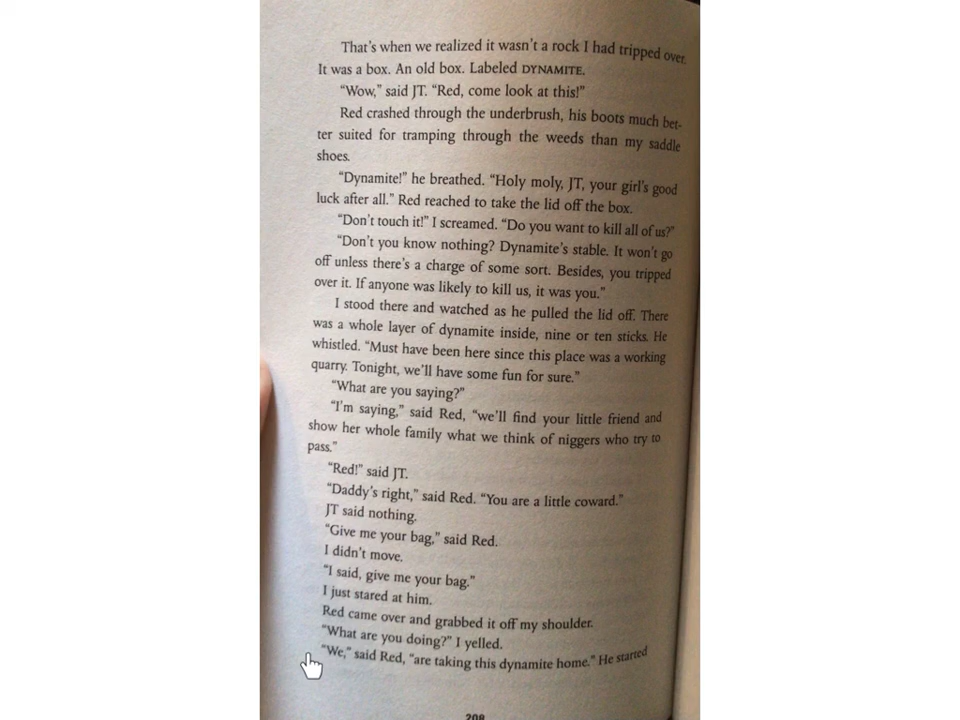 That's when we realized it wasn't a rock I had tripped over.
It was a box. An old box. Labeled DYNAMITE.
"Wow," said JT. "Red, come look at this!"
Red crashed through the underbrush, his boots much bet-
ter suited for tramping through the weeds than my saddle
shoes.
"Dynamite!" he breathed. "Holy moly, JT, your girl's good
luck after all." Red reached to take the lid off the box.
"Don't touch it!" I screamed. "Do you want to kill all of us?"
"Don't you know nothing? Dynamite's stable. It won't go
off unless there's a charge of some sort. Besides, you tripped
over it. If anyone was likely to kill us, it was you."
I stood there and watched as he pulled the lid off. There
was a whole layer of dynamite inside, nine or ten sticks. He
whistled. "Must have been here since this place was a working
quarry. Tonight, we'll have some fun for sure."
"What are you saying?"
"I'm saying," said Red, "we'll find your little friend and
show her whole family what we think of niggers who try to
pass."
"Red!" said JT.
"Daddy's right," said Red. "You are a little coward."
JT said nothing.
"Give me your bag," said Red.
I didn't move.
"I said, give me your bag."
I just stared at him.
Red came over and grabbed it off my shoulder.
"What are you doing?" I yelled.
"We," said Red, "are taking this dynamite home." He started
208